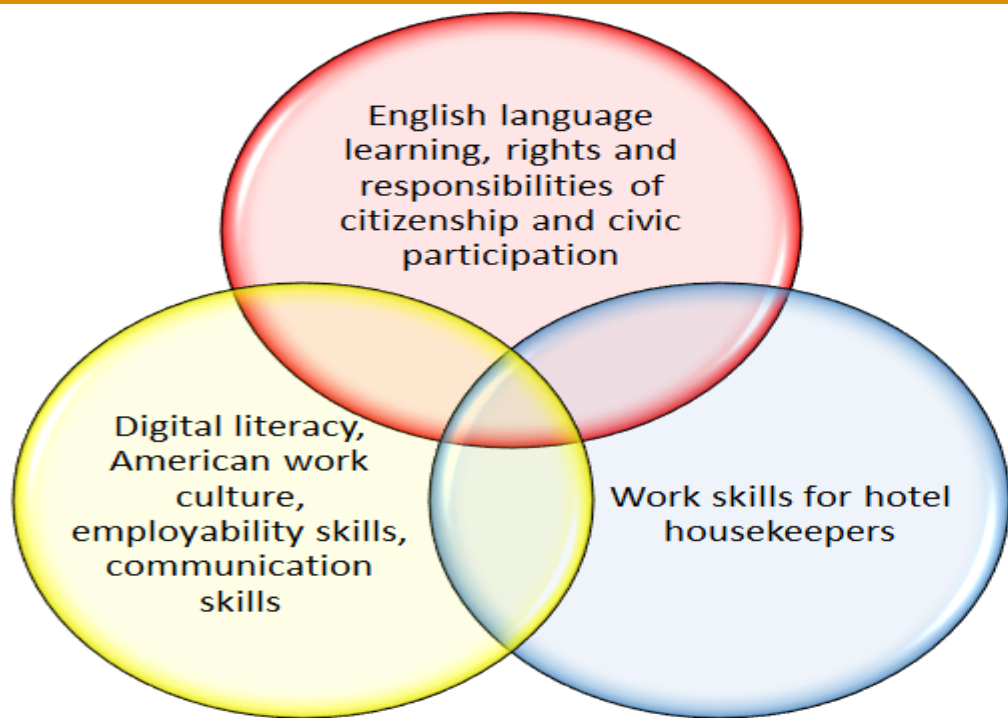 English language
learning, rights and
responsibilities of
citizenship and civic
participation
Digital literacy,
American work
culture,
employability skills,
communication
skills
Work skills for hotel
housekeepers